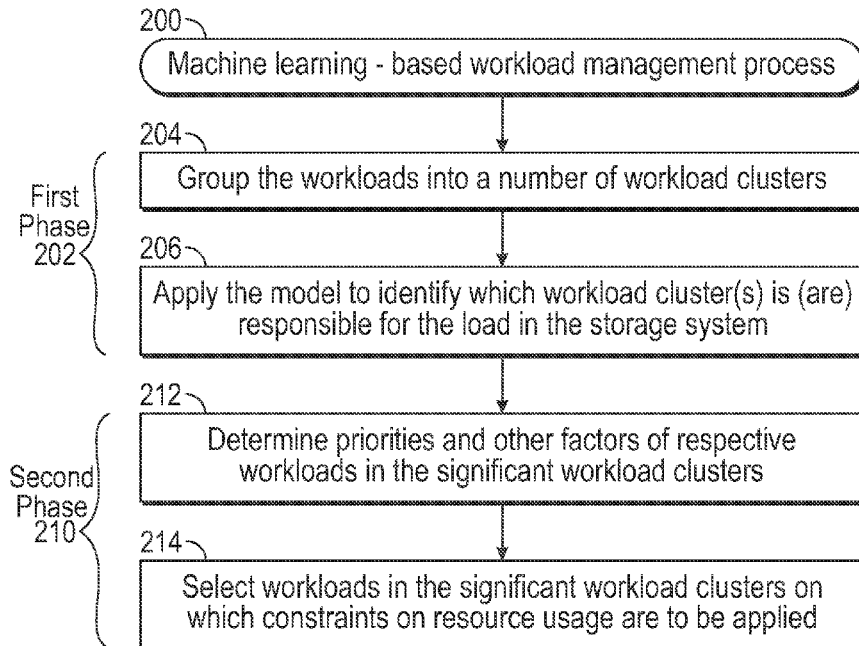 200
Machine learning - based workload management process
204
Group the workloads into a number of workload clusters
First
Phase
202
206
Apply the model to identify which workload cluster(s) is (are)
responsible for the load in the storage system
212
Determine priorities and other factors of respective
workloads in the significant workload clusters
Second
Phase
210
214
Select workloads in the significant workload clusters on
which constraints on resource usage are to be applied